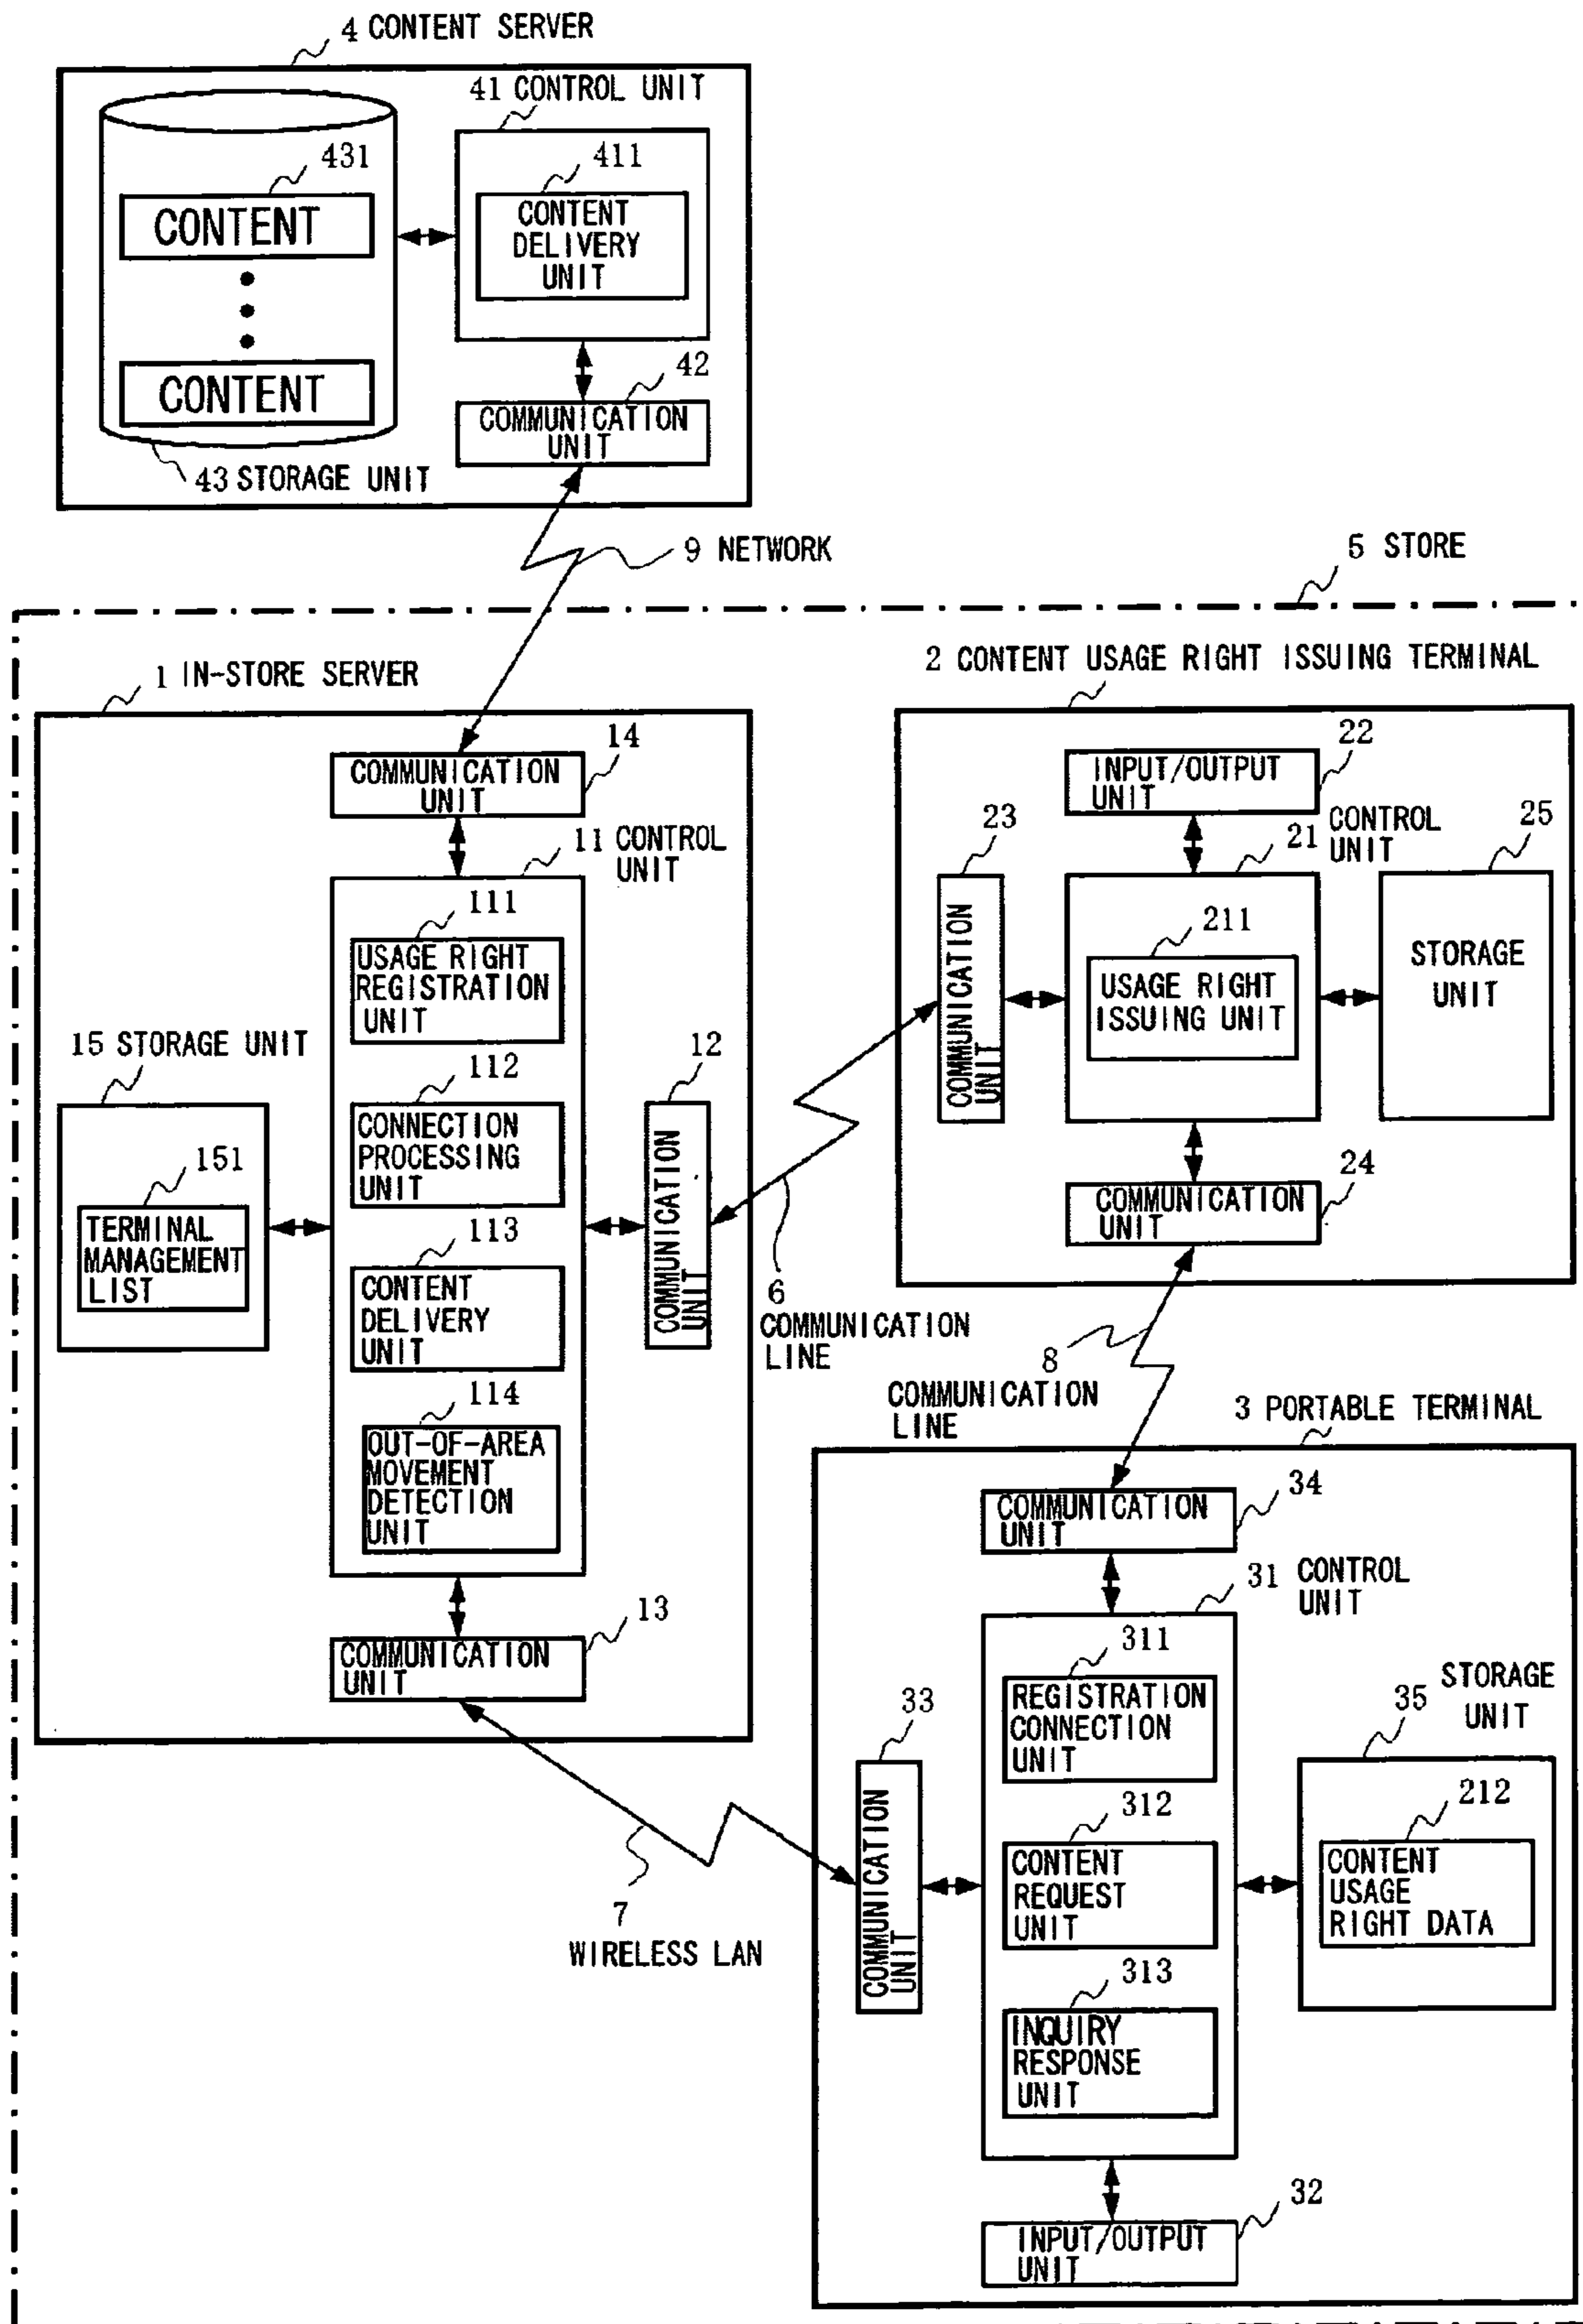 4 CONTENT SERVER
41 CONTROL UNIT
431
411
CONTENT
CONTENT
DELIVERY
UNIT
CONTENT
42
COMMUNICATION
UNIT
43 STORAGE UNIT
9 NETWORK
5 STORE
1 IN-STORE SERVER
14
COMMUNICATION
UNIT
11 CONTROL
UNIT
111
USAGE RIGHT
REGISTRATION
UNIT
15 STORAGE UNIT
112
CONNECTION
PROCESSING
UNIT
12
COMMUNICATION
UNIT
151
TERMINAL
MANAGEMENT
LIST
113
CONTENT
DELIVERY
UNIT
114
OUT-OF-AREA
MOVEMENT
DETECTION
UNIT
13
COMMUNICATION
UNIT
6
COMMUNICATION
LINE
2 CONTENT USAGE RIGHT ISSUING TERMINAL
22
INPUT/OUTPUT
UNIT
23
COMMUNICATION
UNIT
21 CONTROL
UNIT
25
211
USAGE RIGHT
ISSUING UNIT
STORAGE
UNIT
24
COMMUNICATION
UNIT
8
COMMUNICATION
LINE
3 PORTABLE TERMINAL
34
COMMUNICATION
UNIT
31 CONTROL
UNIT
311
REGISTRATION
CONNECTION
UNIT
33
COMMUNICATION
UNIT
STORAGE
35 UNIT
312
CONTENT
REQUEST
UNIT
212
CONTENT
USAGE
RIGHT DATA
7
WIRELESS LAN
313
INQUIRY
RESPONSE
UNIT
32
INPUT/OUTPUT
UNIT